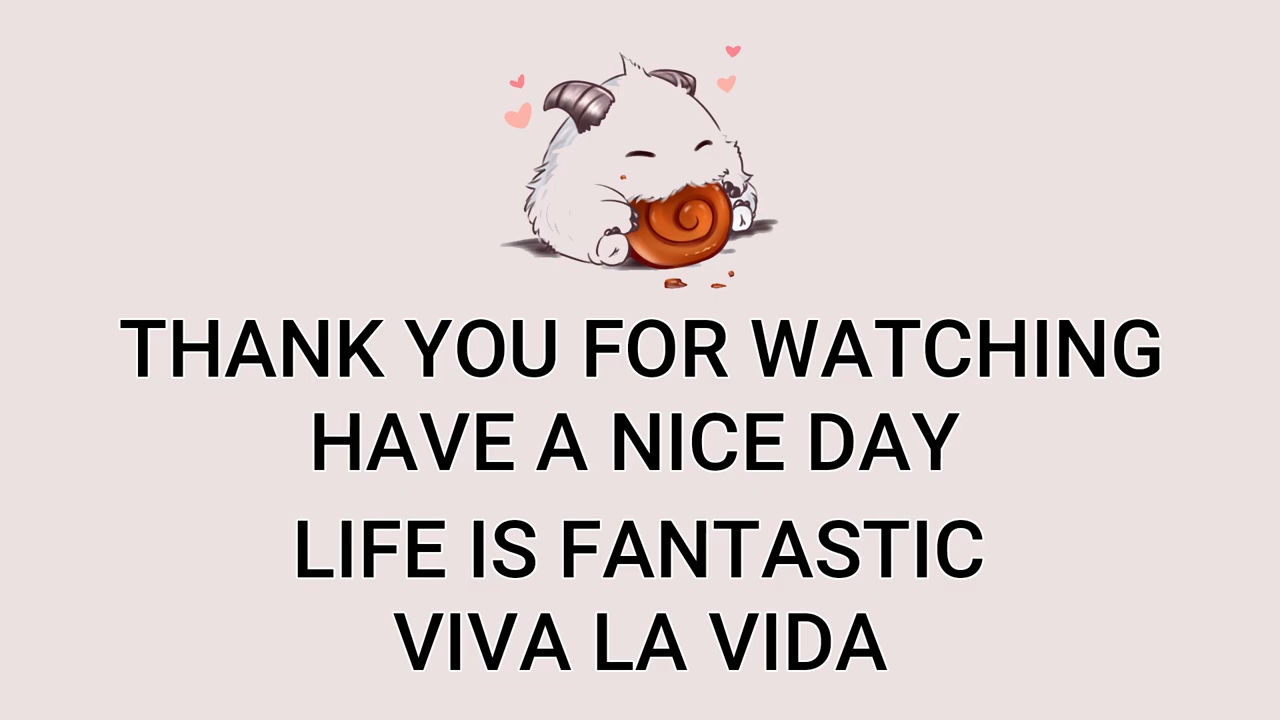 THANK YOU FOR WATCHING
HAVE A NICE DAY
LIFE IS FANTASTIC
VIVA LA VIDA